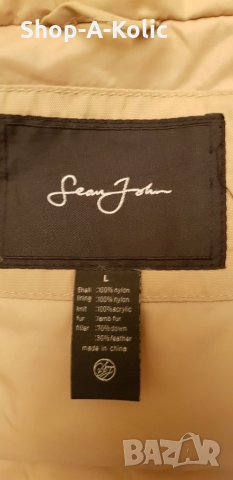 Shop-A-Kolic
Sean John
L
Shell :100%nylon
lining :100%nylon
knit :100%acrylic
fur :lamb fur
filler :70%down
:30%feather
made in china
BAZAR